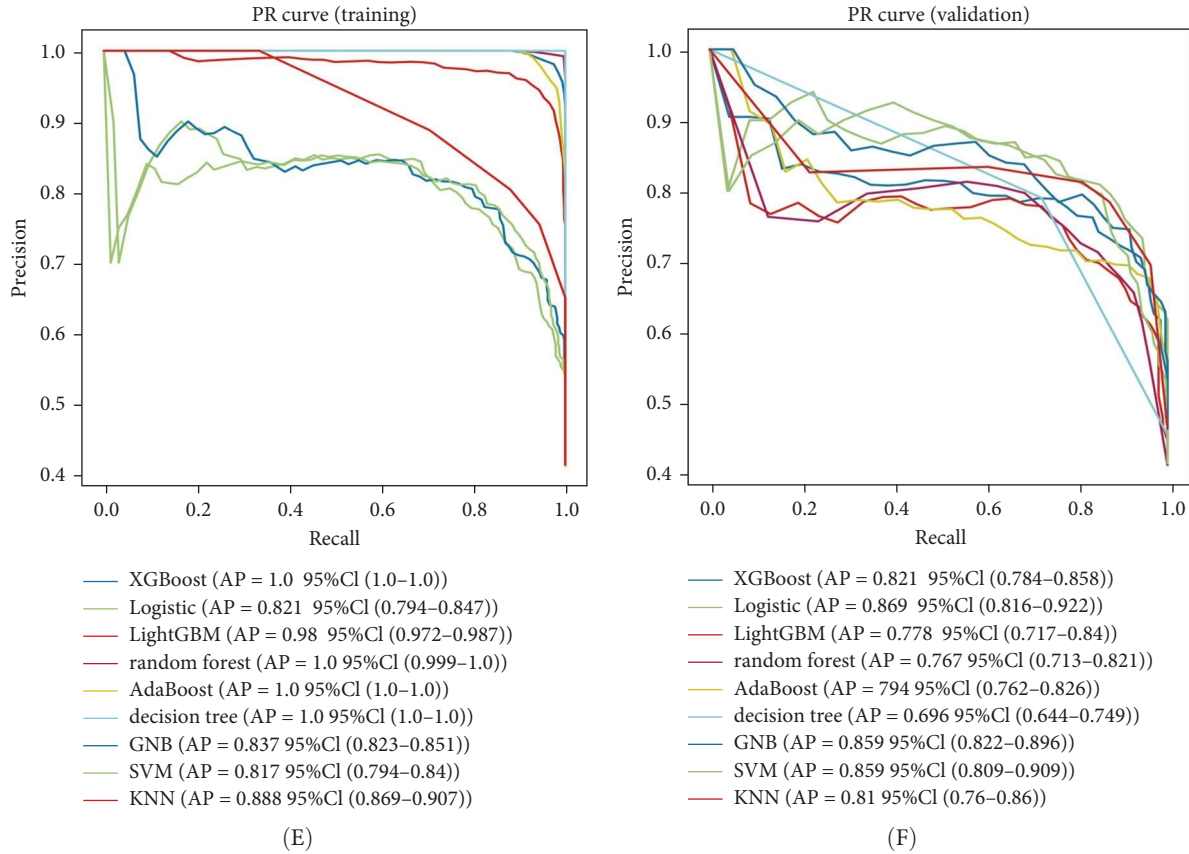 PR curve (training)
1.0
0.9
0.8
0.7
0.6
0.5
0.4
Precision
0.0 0.2 0.4 0.6 0.8 1.0
Recall
XGBoost (AP = 1.0 95%Cl (1.0–1.0))
Logistic (AP = 0.821 95%Cl (0.794–0.847))
LightGBM (AP = 0.98 95%Cl (0.972–0.987))
random forest (AP = 1.0 95%Cl (0.999–1.0))
AdaBoost (AP = 1.0 95%Cl (1.0–1.0))
decision tree (AP = 1.0 95%Cl (1.0–1.0))
GNB (AP = 0.837 95%Cl (0.823–0.851))
SVM (AP = 0.817 95%Cl (0.794–0.84))
KNN (AP = 0.888 95%Cl (0.869–0.907))
(E)
PR curve (validation)
1.0
0.9
0.8
0.7
0.6
0.5
0.4
Precision
0.0 0.2 0.4 0.6 0.8 1.0
Recall
XGBoost (AP = 0.821 95%Cl (0.784–0.858))
Logistic (AP = 0.869 95%Cl (0.816–0.922))
LightGBM (AP = 0.778 95%Cl (0.717–0.84))
random forest (AP = 0.767 95%Cl (0.713–0.821))
AdaBoost (AP = 794 95%Cl (0.762–0.826))
decision tree (AP = 0.696 95%Cl (0.644–0.749))
GNB (AP = 0.859 95%Cl (0.822–0.896))
SVM (AP = 0.859 95%Cl (0.809–0.909))
KNN (AP = 0.81 95%Cl (0.76–0.86))
(F)